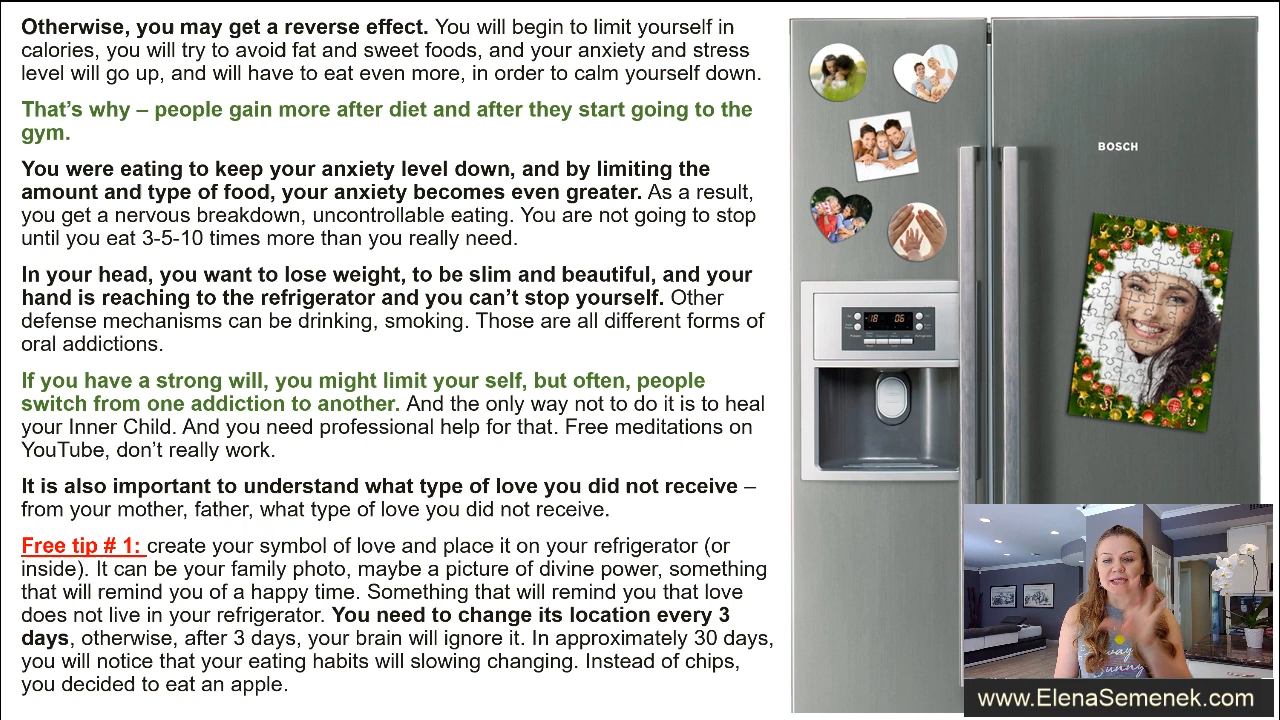 Otherwise, you may get a reverse effect. You will begin to limit yourself in
calories, you will try to avoid fat and sweet foods, and your anxiety and stress
level will go up, and will have to eat even more, in order to calm yourself down.
That's why – people gain more after diet and after they start going to the
gym.
You were eating to keep your anxiety level down, and by limiting the
amount and type of food, your anxiety becomes even greater. As a result,
you get a nervous breakdown, uncontrollable eating. You are not going to stop
until you eat 3-5-10 times more than you really need.
In your head, you want to lose weight, to be slim and beautiful, and your
hand is reaching to the refrigerator and you can't stop yourself. Other
defense mechanisms can be drinking, smoking. Those are all different forms of
oral addictions.
If you have a strong will, you might limit your self, but often, people
switch from one addiction to another. And the only way not to do it is to heal
your Inner Child. And you need professional help for that. Free meditations on
YouTube, don't really work.
It is also important to understand what type of love you did not receive –
from your mother, father, what type of love you did not receive.
Free tip # 1: create your symbol of love and place it on your refrigerator (or
inside). It can be your family photo, maybe a picture of divine power, something
that will remind you of a happy time. Something that will remind you that love
does not live in your refrigerator. You need to change its location every 3
days, otherwise, after 3 days, your brain will ignore it. In approximately 30 days,
you will notice that your eating habits will slowing changing. Instead of chips,
you decided to eat an apple.
BOSCH
-18 06
www.ElenaSemenek.com